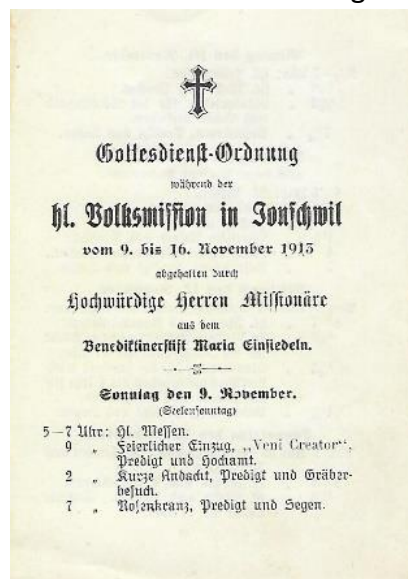 Gottesdienst-Ordnung
während der
hl. Volksmission in Jonschwil
vom 9. bis 16. November 1913
abgehalten durch
Hochwürdige Herren Missionäre
aus dem
Benediktinerstift Maria Einsiedeln.
Sonntag den 9. November.
(Seelensonntag)
5–7 Uhr: Hl. Messen.
9 „ Feierlicher Einzug, „Veni Creator“,
Predigt und Hochamt.
2 „ Kurze Andacht, Predigt und Gräber-
besuch.
7 „ Rosenkranz, Predigt und Segen.